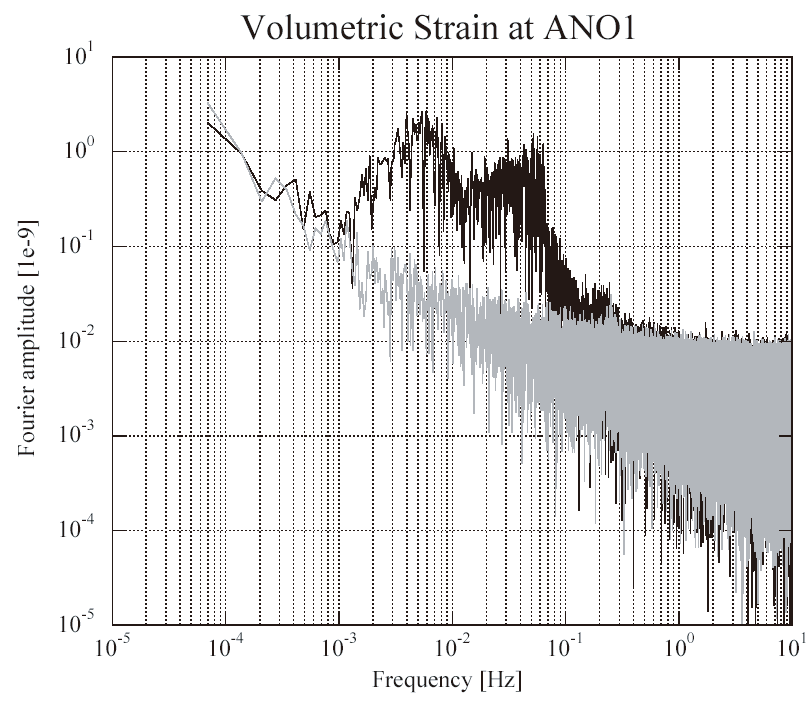 Volumetric Strain at ANO1
Fourier amplitude [1e-9]
10^1
10^0
10^-1
10^-2
10^-3
10^-4
10^-5
10^-5 10^-4 10^-3 10^-2 10^-1 10^0 10^1
Frequency [Hz]